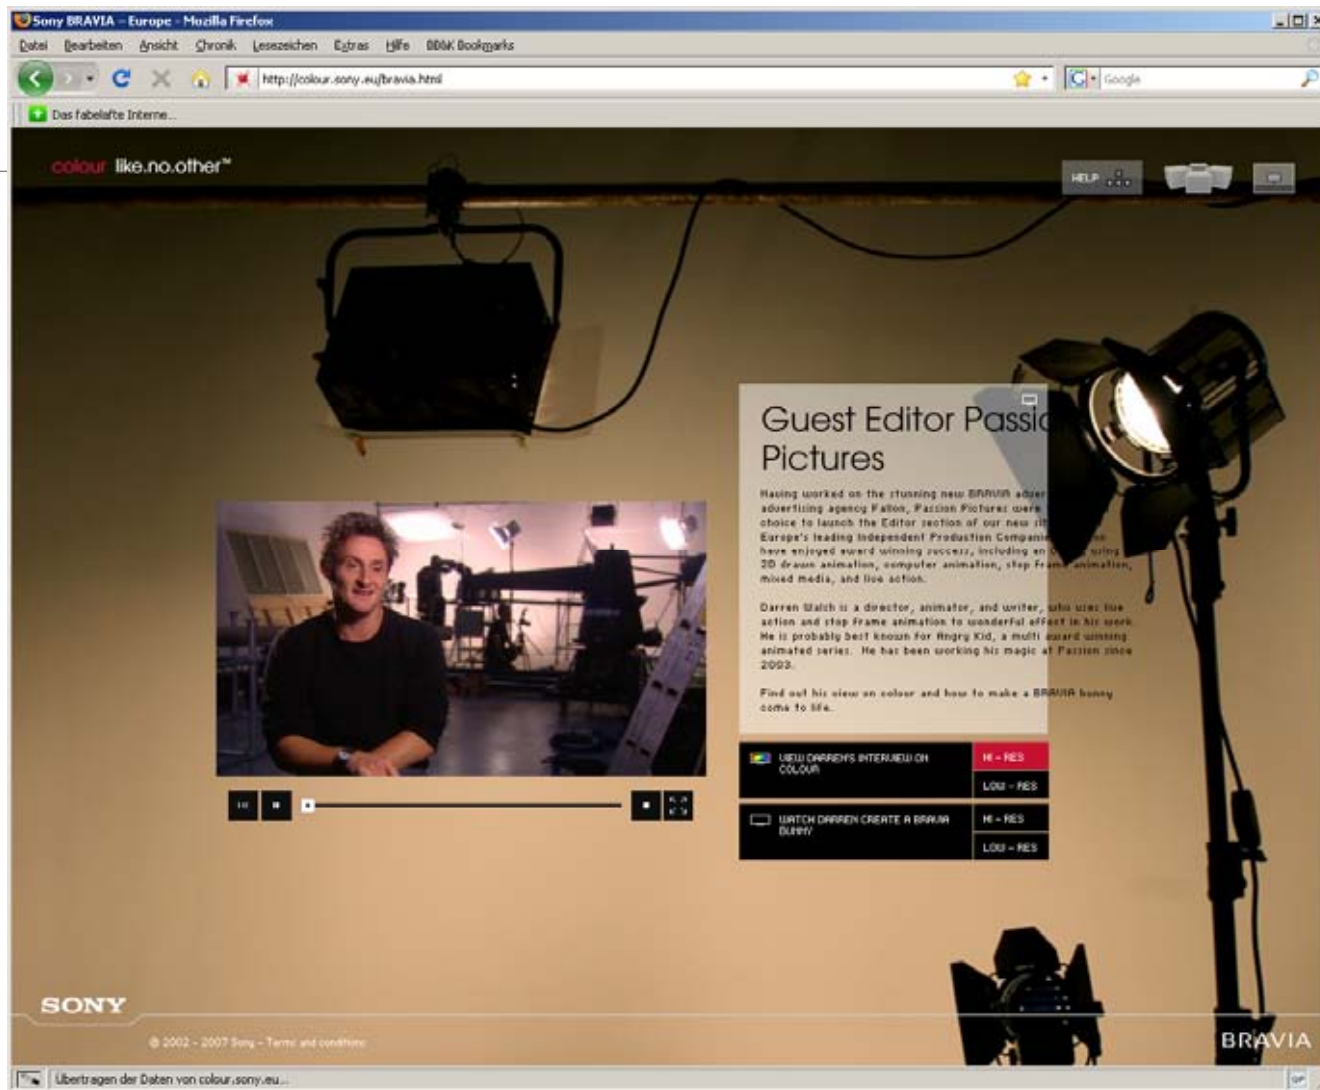 Sony BRAVIA – Europe - Mozilla Firefox
Datei Bearbeiten Ansicht Chronik Lesezeichen Extras Hilfe BD&K Bookmarks
http://colour.sony.eu/bravia.html
Google
Das fabelafte Interne...
colour like.no.other™
HELP
Guest Editor Passio
Pictures
Having worked on the stunning new BRAVIA
advertising agency Fallon, Passion Pictures were
choice to launch the Editor section of our new
Europe's leading Independent Production
have enjoyed award winning success, including an using
2D drawn animation, computer animation, stop frame animation,
mixed media, and live action.
Darren Walsh is a director, animator, and writer, who uses live
action and stop frame animation to wonderful effect in his work.
He is probably best known for Angry Kid, a multi award winning
animated series. He has been working his magic at Passion since
2003.
Find out his view on colour and how to make a BRAVIA bunny
come to life.
VIEW DARREN'S INTERVIEW ON
COLOUR
HI – RES
LOW – RES
WATCH DARREN CREATE A BRAVIA
BUNNY
HI – RES
LOW – RES
SONY
© 2002 – 2007 Sony – Terms and conditions
BRAVIA
Übertragen der Daten von colour.sony.eu...